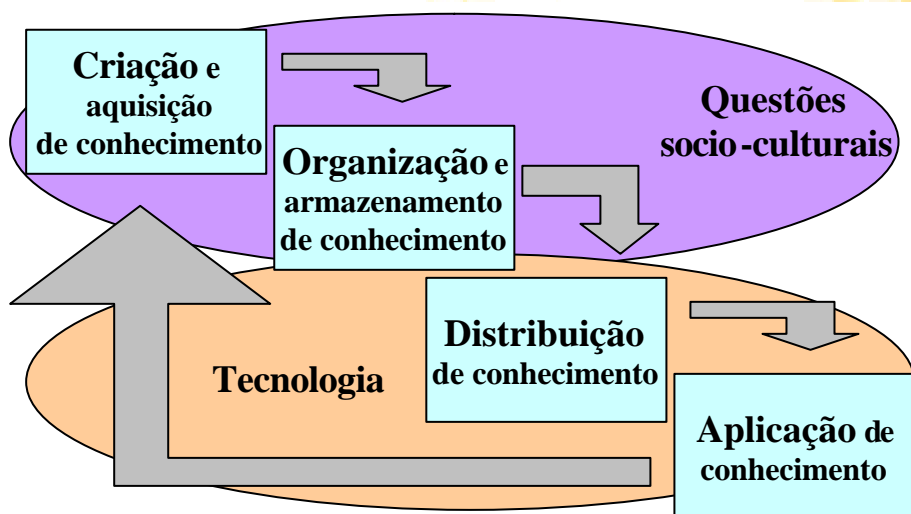 Criação e
aquisição
de conhecimento
Questões
socio-culturais
Organização e
armazenamento
de conhecimento
Distribuição
de conhecimento
Tecnologia
Aplicação de
conhecimento